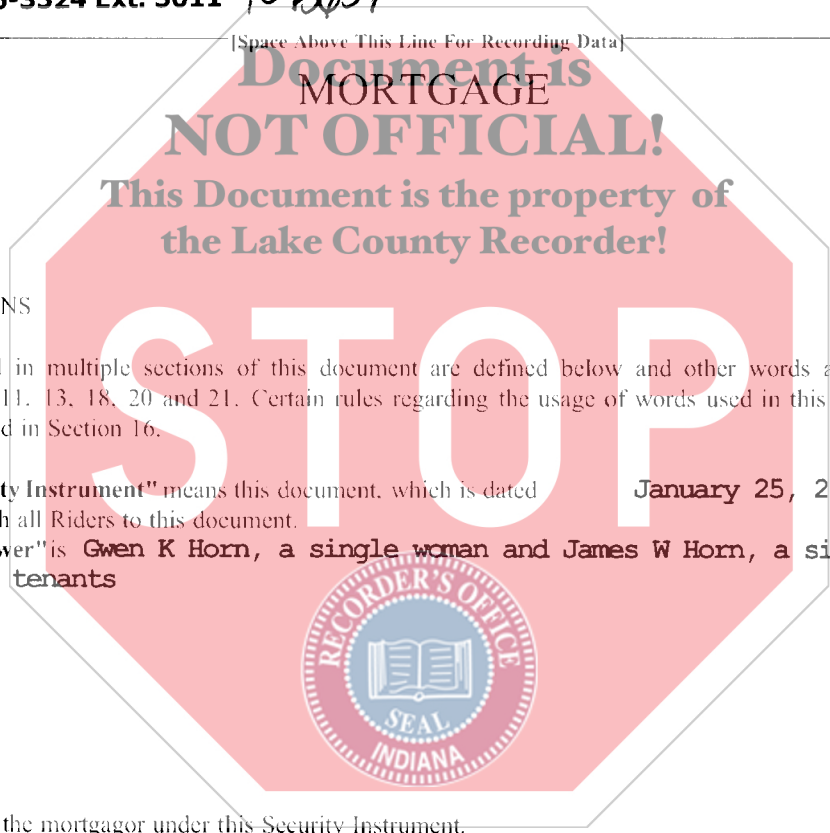 Ext. 5011
[Space Above This Line For Recording Data]
Document is
MORTGAGE
NOT OFFICIAL!
This Document is the property of
the Lake County Recorder!
NS
STOP
in multiple sections of this document are defined below and other words a
11, 13, 18, 20 and 21. Certain rules regarding the usage of words used in this
d in Section 16.
ty Instrument" means this document, which is dated January 25, 2
h all Riders to this document.
wer" is Gwen K Horn, a single woman and James W Horn, a si
tenants
RECORDER'S OFFICE
SEAL
INDIANA
the mortgagor under this Security Instrument.